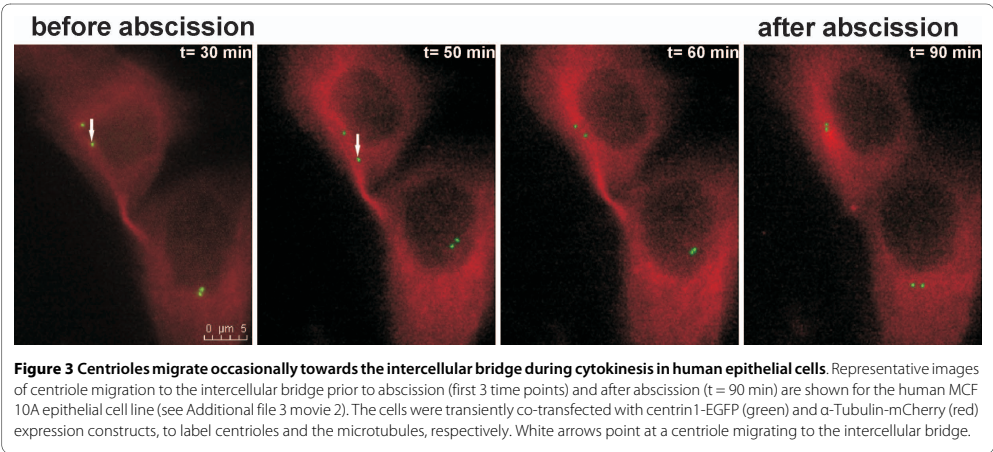 before abscission
after abscission
t= 30 min
t= 50 min
t= 60 min
t= 90 min
0 µm 5
Figure 3 Centrioles migrate occasionally towards the intercellular bridge during cytokinesis in human epithelial cells. Representative images
of centriole migration to the intercellular bridge prior to abscission (first 3 time points) and after abscission (t = 90 min) are shown for the human MCF
10A epithelial cell line (see Additional file 3 movie 2). The cells were transiently co-transfected with centrin1-EGFP (green) and α-Tubulin-mCherry (red)
expression constructs, to label centrioles and the microtubules, respectively. White arrows point at a centriole migrating to the intercellular bridge.